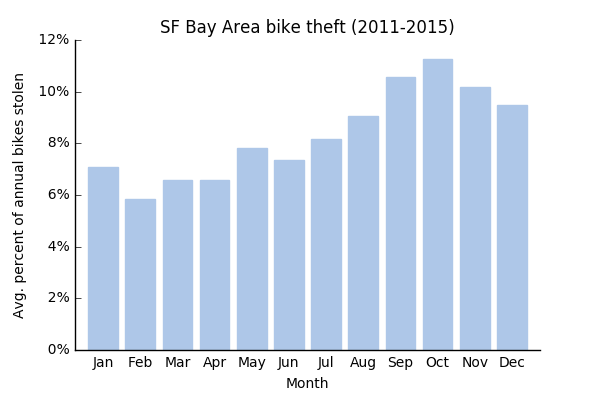 SF Bay Area bike theft (2011-2015)
Avg. percent of annual bikes stolen
12%
10%
8%
6%
4%
2%
0%
Jan Feb Mar Apr May Jun Jul Aug Sep Oct Nov Dec
Month